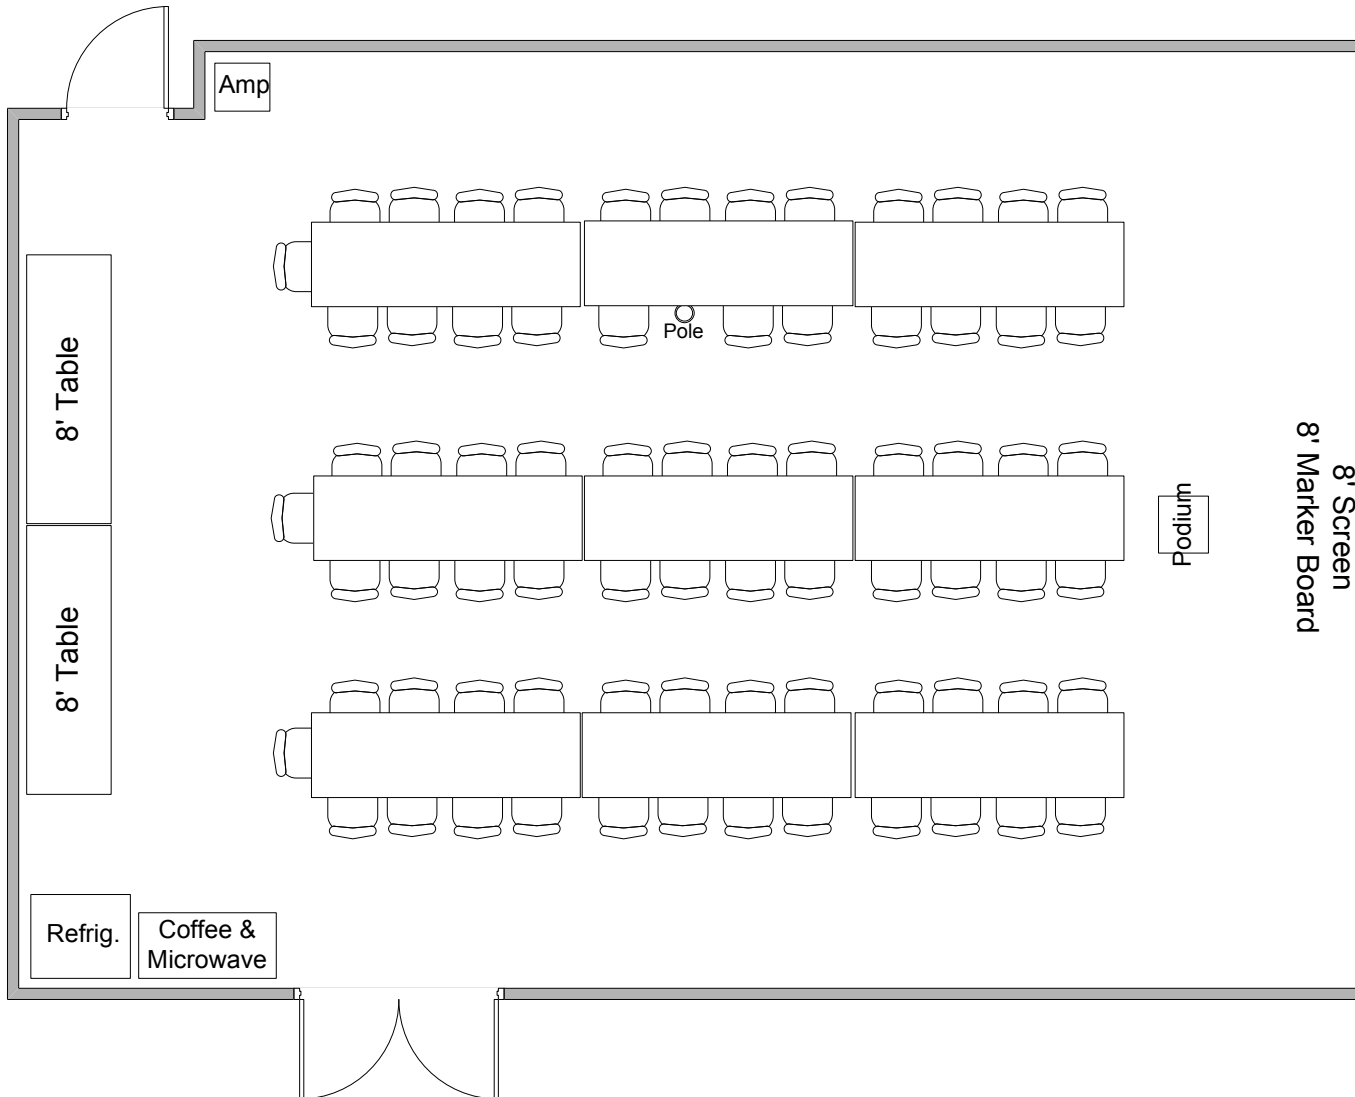 Amp
8' Table
Pole
8' Screen
8' Marker Board
Podium
8' Table
Refrig.
Coffee &
Microwave